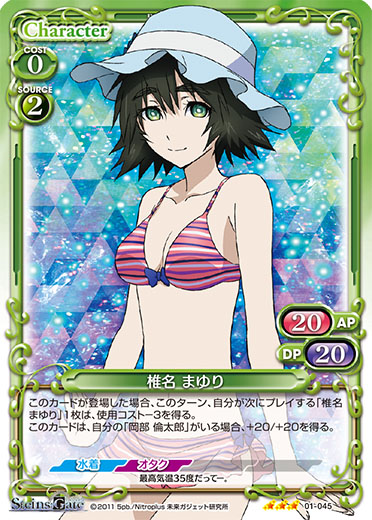 Character
COST
0
SOURCE
2
20 AP
DP 20
椎名 まゆり
このカードが登場した場合、このターン、自分が次にプレイする「椎名
まゆり」1枚は、使用コスト−3を得る。
このカードは、自分の「岡部 倫太郎」がいる場合、+20/+20を得る。
水着 オタク
最高気温35度だってー。
Steins;Gate ©2011 5pb./Nitroplus 未来ガジェット研究所 01-045